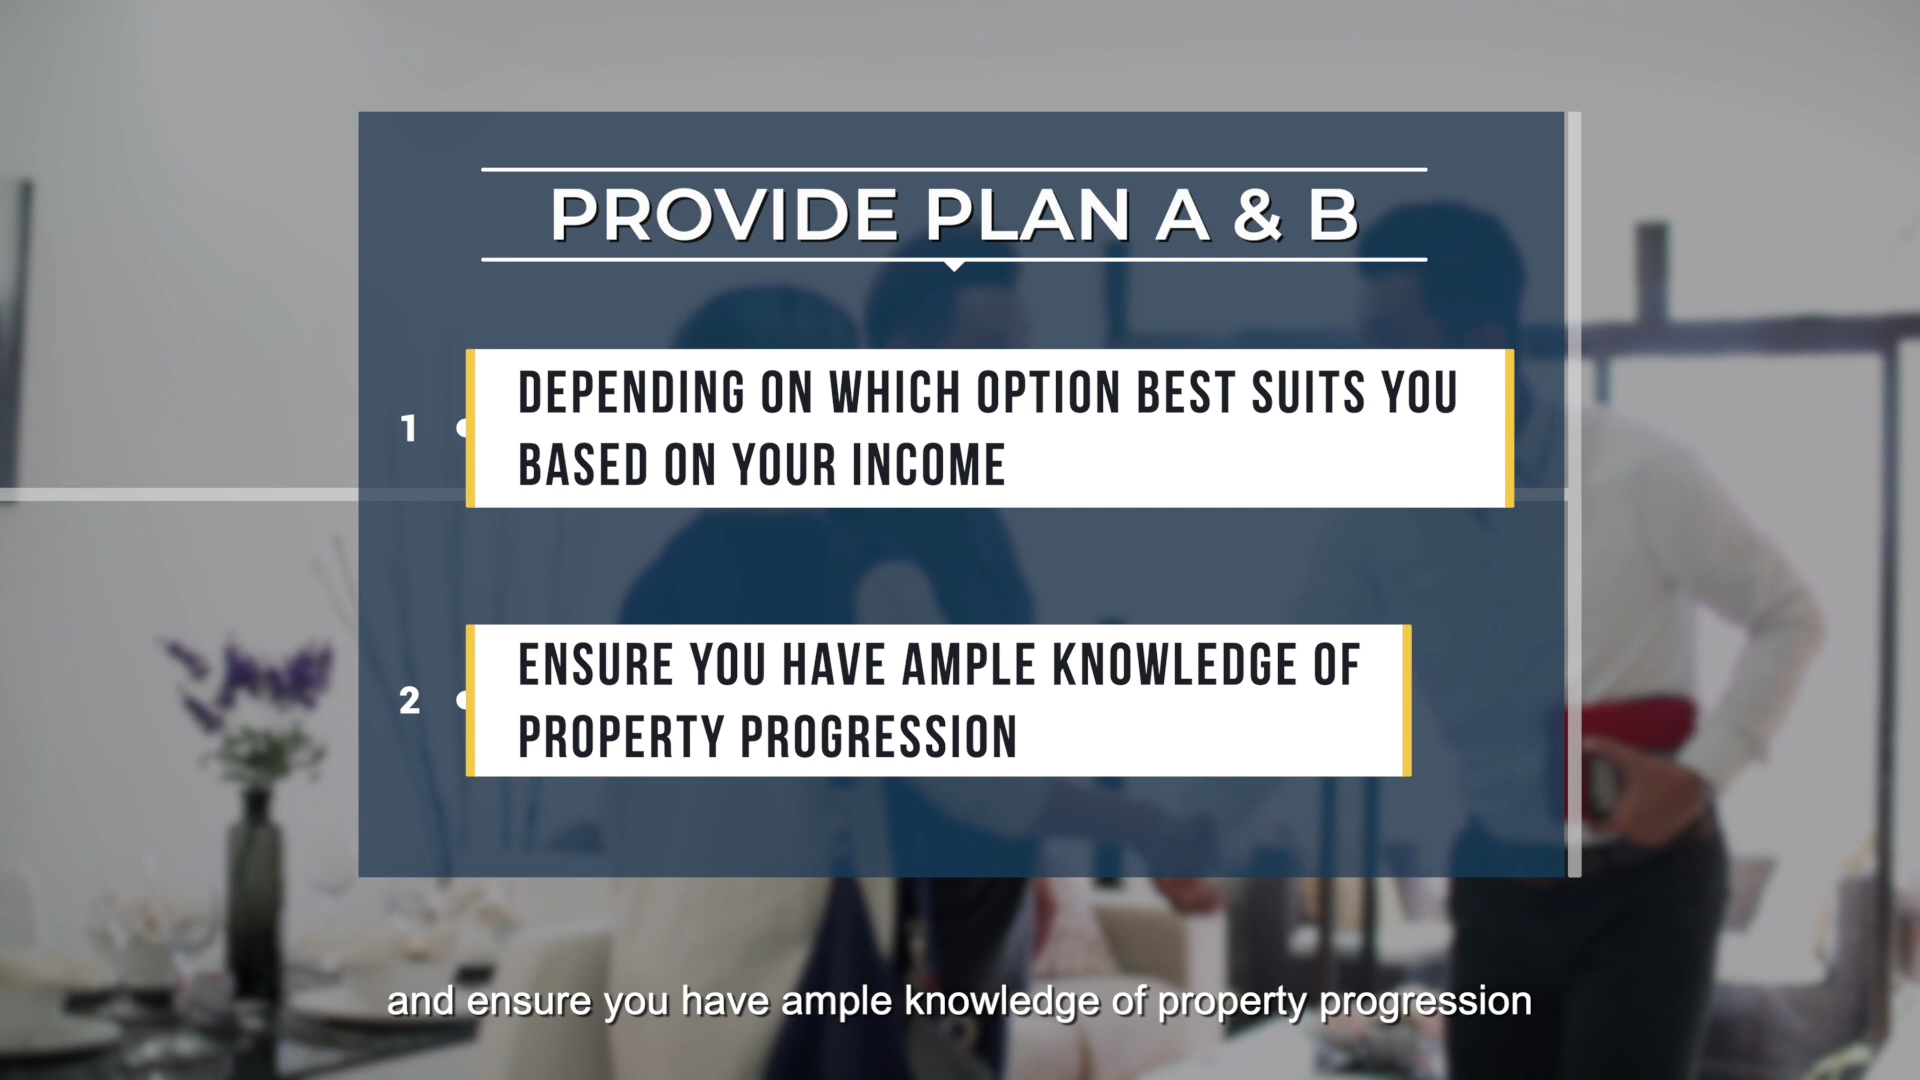 PROVIDE PLAN A & B
1
DEPENDING ON WHICH OPTION BEST SUITS YOU
BASED ON YOUR INCOME
2
ENSURE YOU HAVE AMPLE KNOWLEDGE OF
PROPERTY PROGRESSION
and ensure you have ample knowledge of property progression